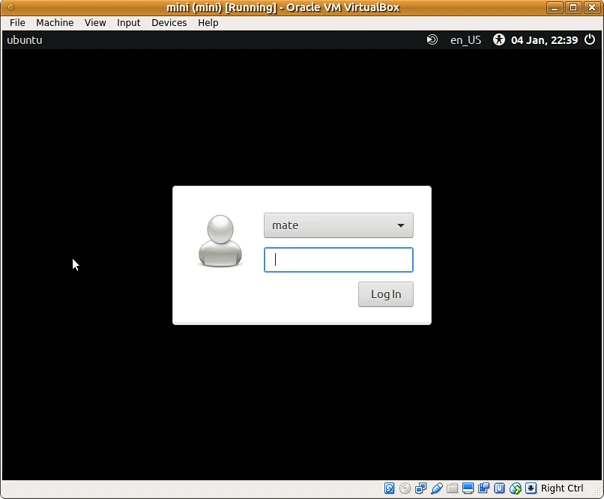 mini (mini) [Running] - Oracle VM VirtualBox
File Machine View Input Devices Help
ubuntu en_US 04 Jan, 22:39
mate
Log In
Right Ctrl